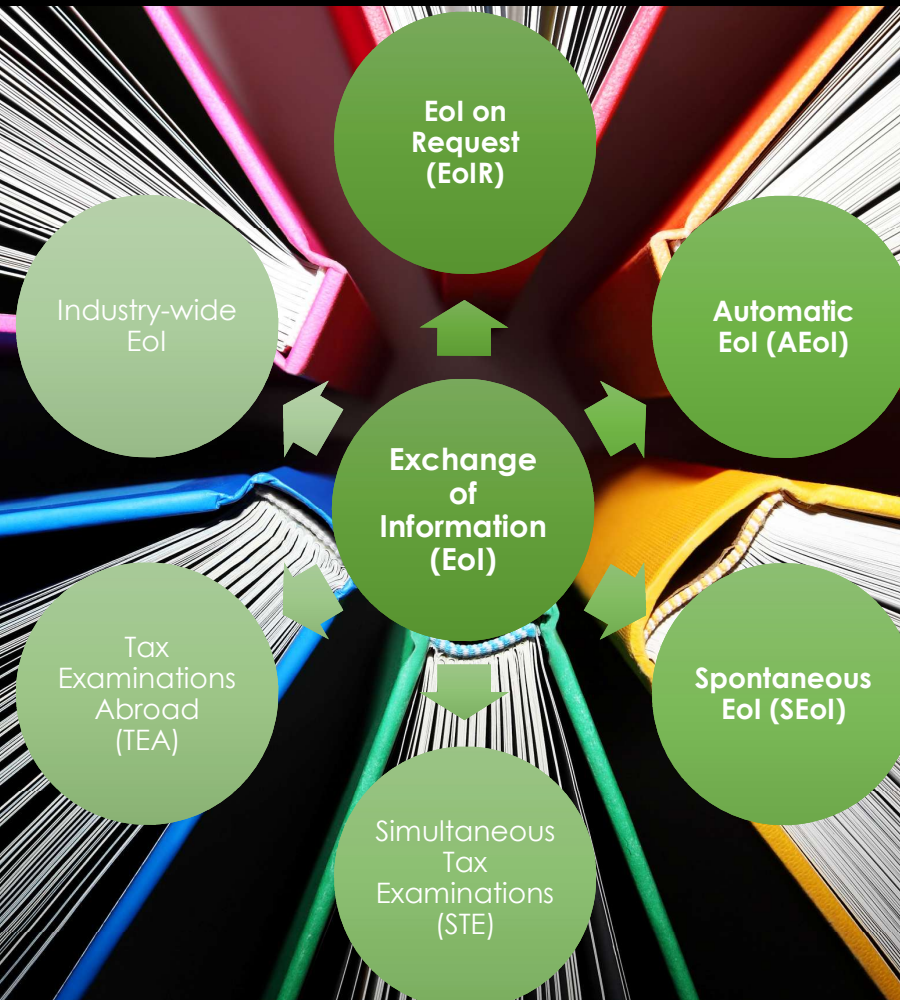 EoI on
Request
(EoIR)
Automatic
EoI (AEoI)
Spontaneous
EoI (SEoI)
Simultaneous
Tax
Examinations
(STE)
Tax
Examinations
Abroad
(TEA)
Industry-wide
EoI
Exchange
of
Information
(EoI)